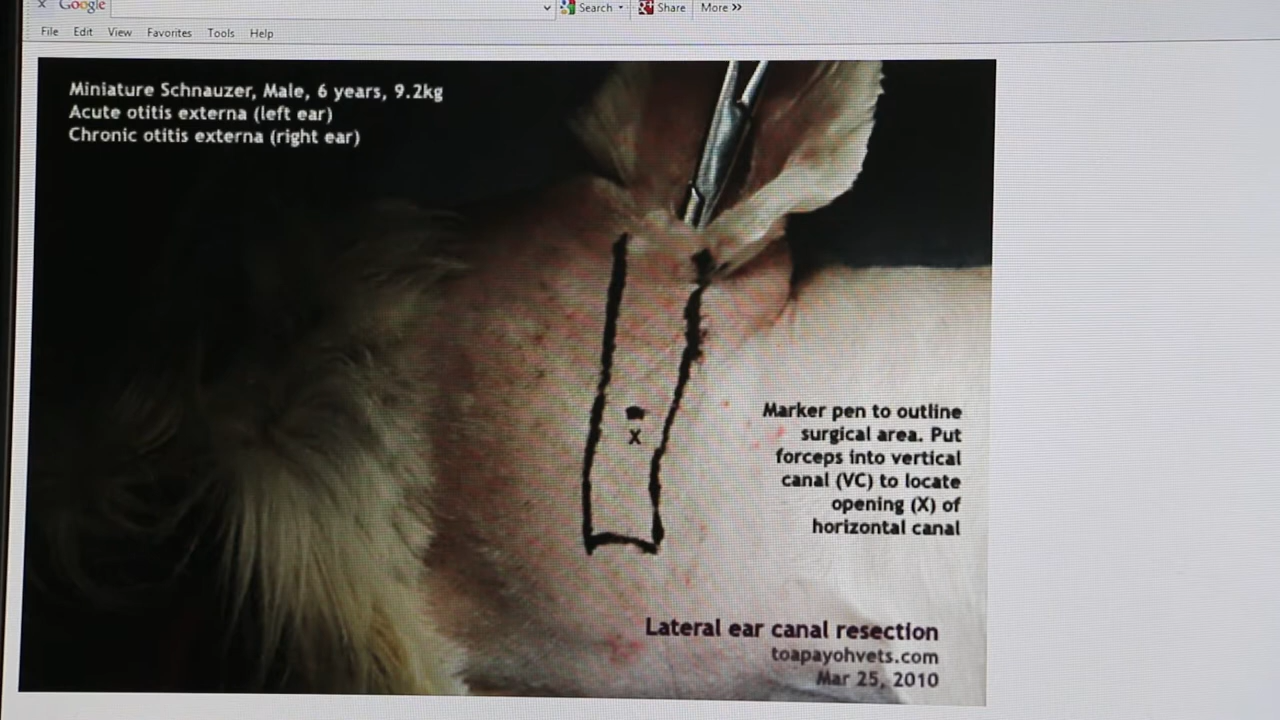 x Google
Search
Share
More »
File Edit View Favorites Tools Help
Miniature Schnauzer, Male, 6 years, 9.2kg
Acute otitis externa (left ear)
Chronic otitis externa (right ear)
X
Marker pen to outline
surgical area. Put
forceps into vertical
canal (VC) to locate
opening (X) of
horizontal canal
Lateral ear canal resection
toapayohvets.com
Mar 25, 2010